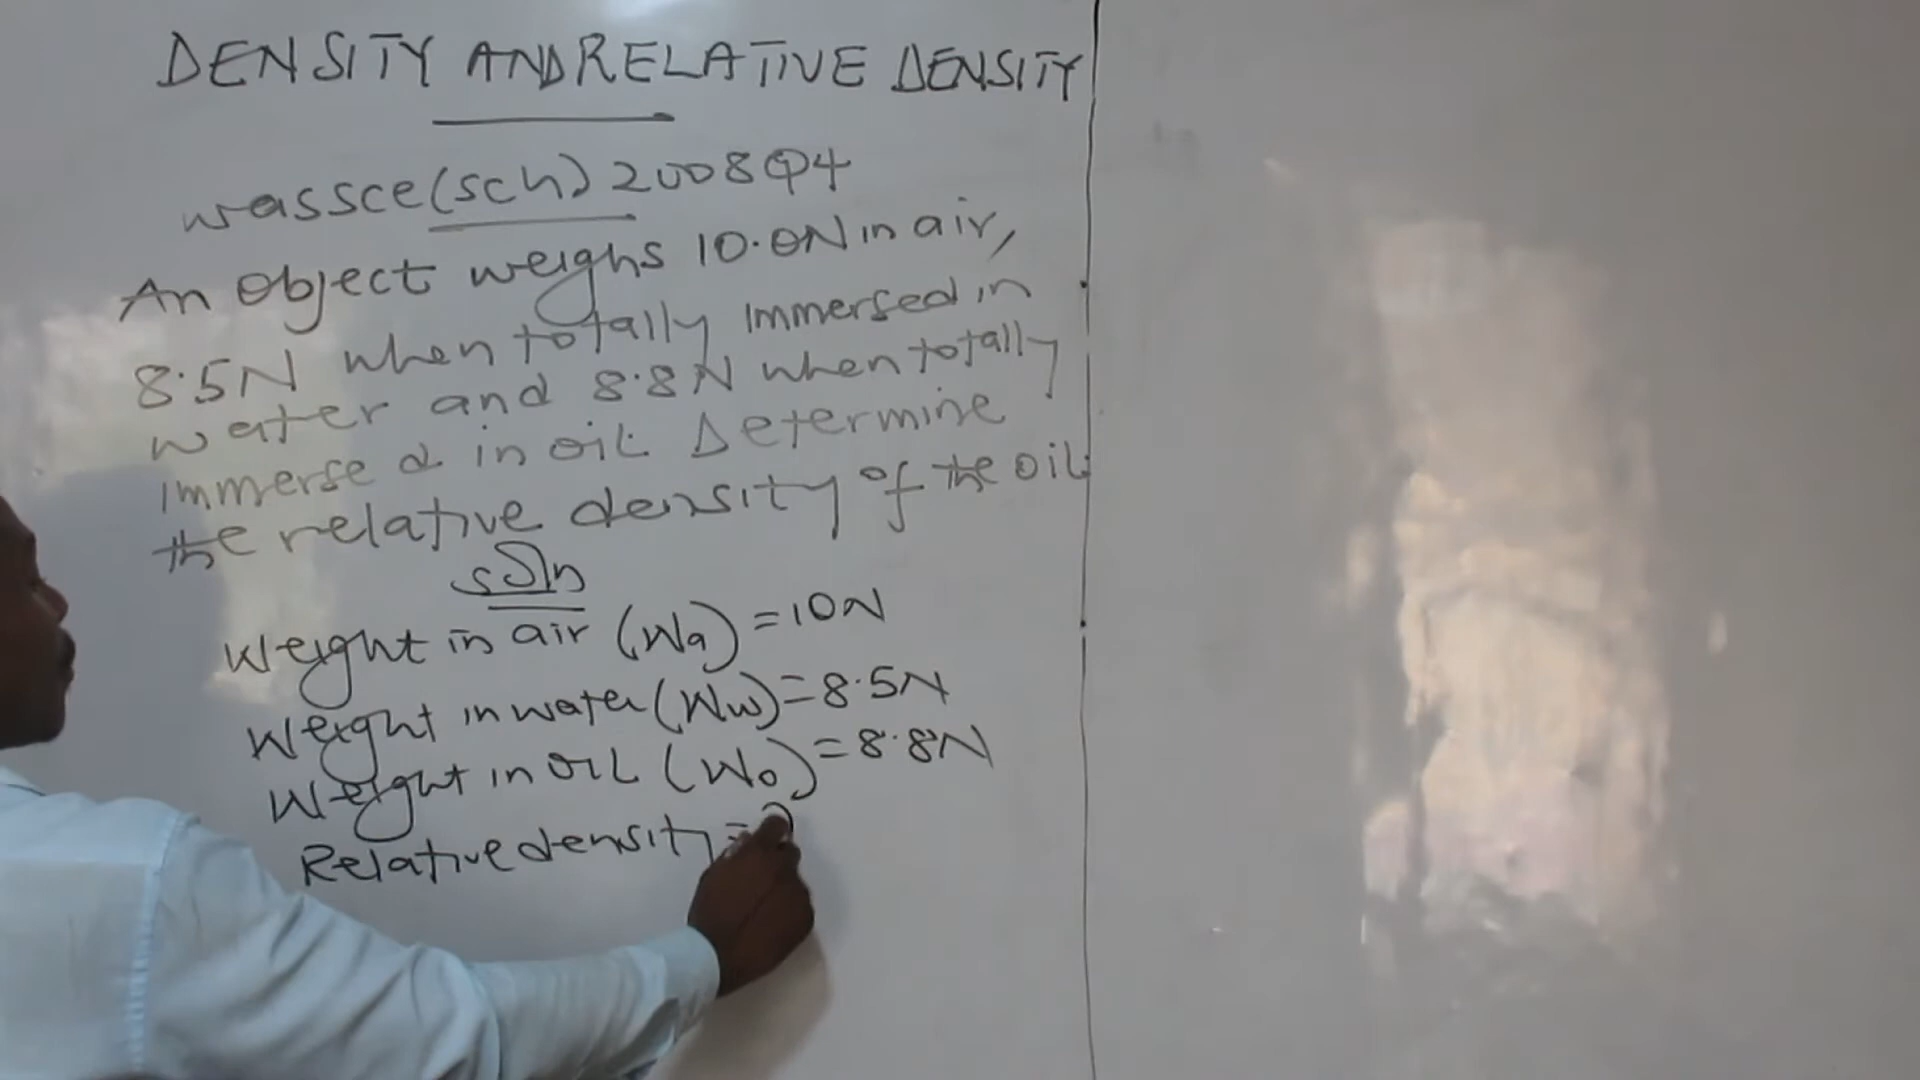 DENSITY AND RELATIVE DENSITY
wassce(sch) 2008 Q4
An object weighs 10.0N in air,
8.5N when totally immersed in
water and 8.8N when totally
immersed in oil. Determine
the relative density of the oil.
soln
Weight in air (Wa) = 10N
Weight in water (Ww) = 8.5N
Weight in oil (Wo) = 8.8N
Relative density = ?